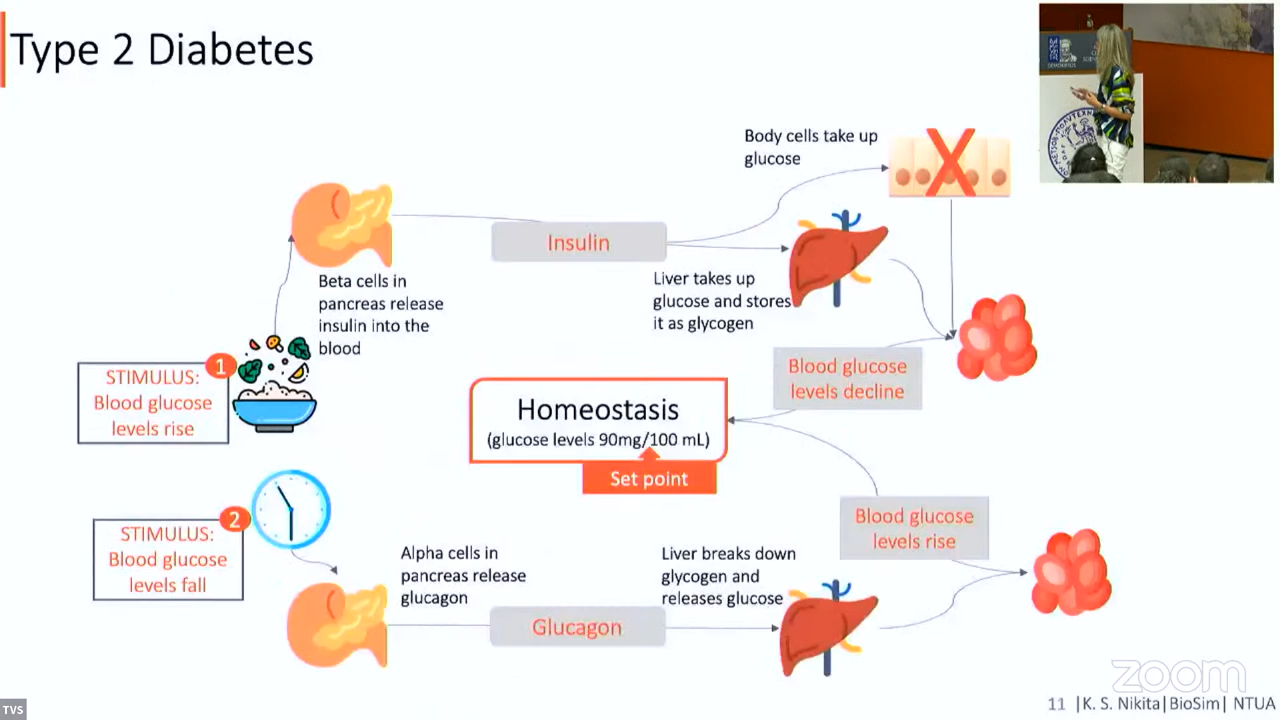 Type 2 Diabetes
Body cells take up
glucose
Insulin
Beta cells in
pancreas release
insulin into the
blood
Liver takes up
glucose and stores
it as glycogen
1
STIMULUS:
Blood glucose
levels rise
Blood glucose
levels decline
Homeostasis
(glucose levels 90mg/100 mL)
Set point
2
STIMULUS:
Blood glucose
levels fall
Alpha cells in
pancreas release
glucagon
Glucagon
Liver breaks down
glycogen and
releases glucose
Blood glucose
levels rise
zoom
11 |K. S. Nikita|BioSim| NTUA
TVS